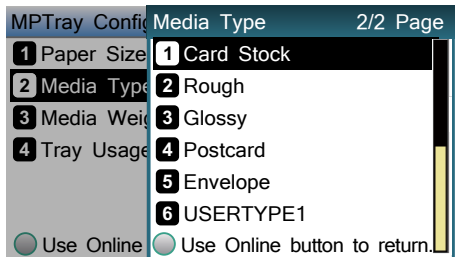 MPTray Config
1 Paper Size
2 Media Type
3 Media Weig
4 Tray Usage
Use Online
Media Type 2/2 Page
1 Card Stock
2 Rough
3 Glossy
4 Postcard
5 Envelope
6 USERTYPE1
Use Online button to return.